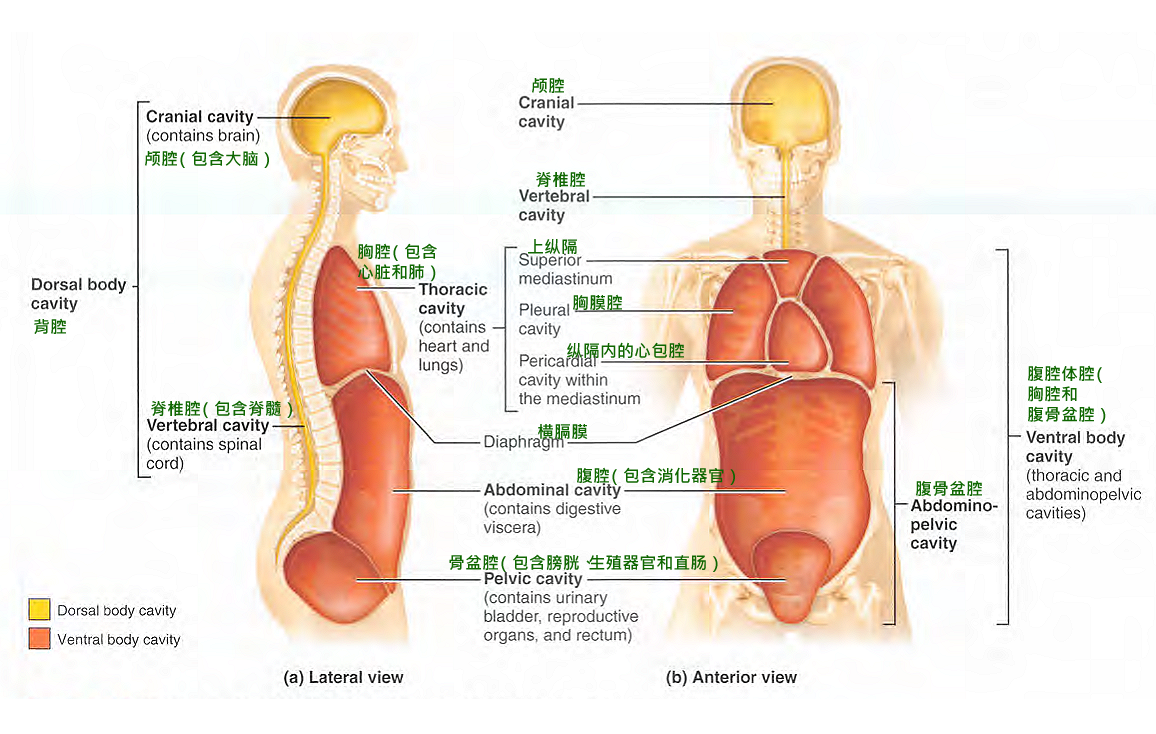 Cranial cavity
(contains brain)
颅腔（包含大脑）
Dorsal body
cavity
背腔
脊椎腔（包含脊髓）
Vertebral cavity
(contains spinal
cord)
胸腔（包含
心脏和肺）
Thoracic
cavity
(contains
heart and
lungs)
颅腔
Cranial
cavity
脊椎腔
Vertebral
cavity
上纵隔
Superior
mediastinum
Pleural 胸膜腔
cavity
纵隔内的心包腔
Pericardial
cavity within
the mediastinum
横隔膜
Diaphragm
腹腔（包含消化器官）
Abdominal cavity
(contains digestive
viscera)
骨盆腔（包含膀胱、生殖器官和直肠）
Pelvic cavity
(contains urinary
bladder, reproductive
organs, and rectum)
腹腔体腔（
胸腔和
腹骨盆腔）
Ventral body
cavity
(thoracic and
abdominopelvic
cavities)
腹骨盆腔
Abdomino-
pelvic
cavity
Dorsal body cavity
Ventral body cavity
(a) Lateral view
(b) Anterior view